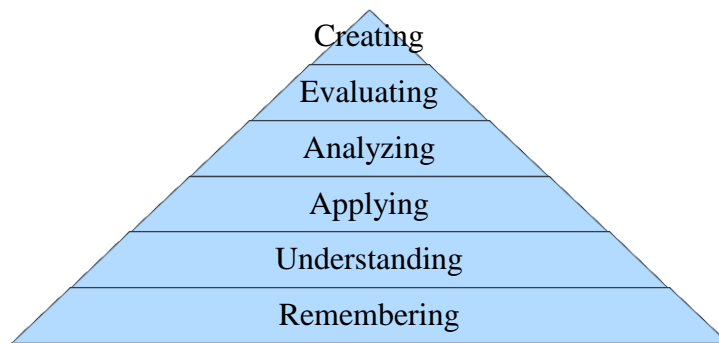 Creating
Evaluating
Analyzing
Applying
Understanding
Remembering